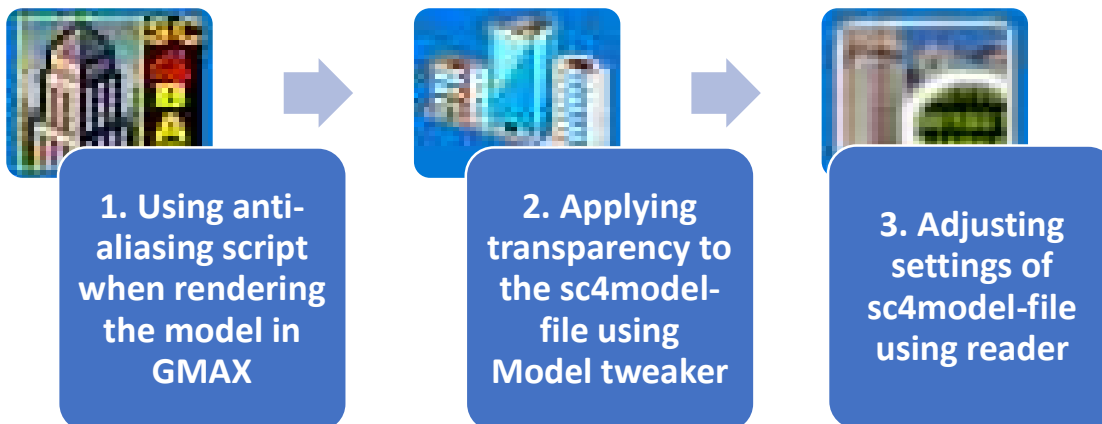 1. Using anti-
aliasing script
when rendering
the model in
GMAX
2. Applying
transparency to
the sc4model-
file using
Model tweaker
3. Adjusting
settings of
sc4model-file
using reader